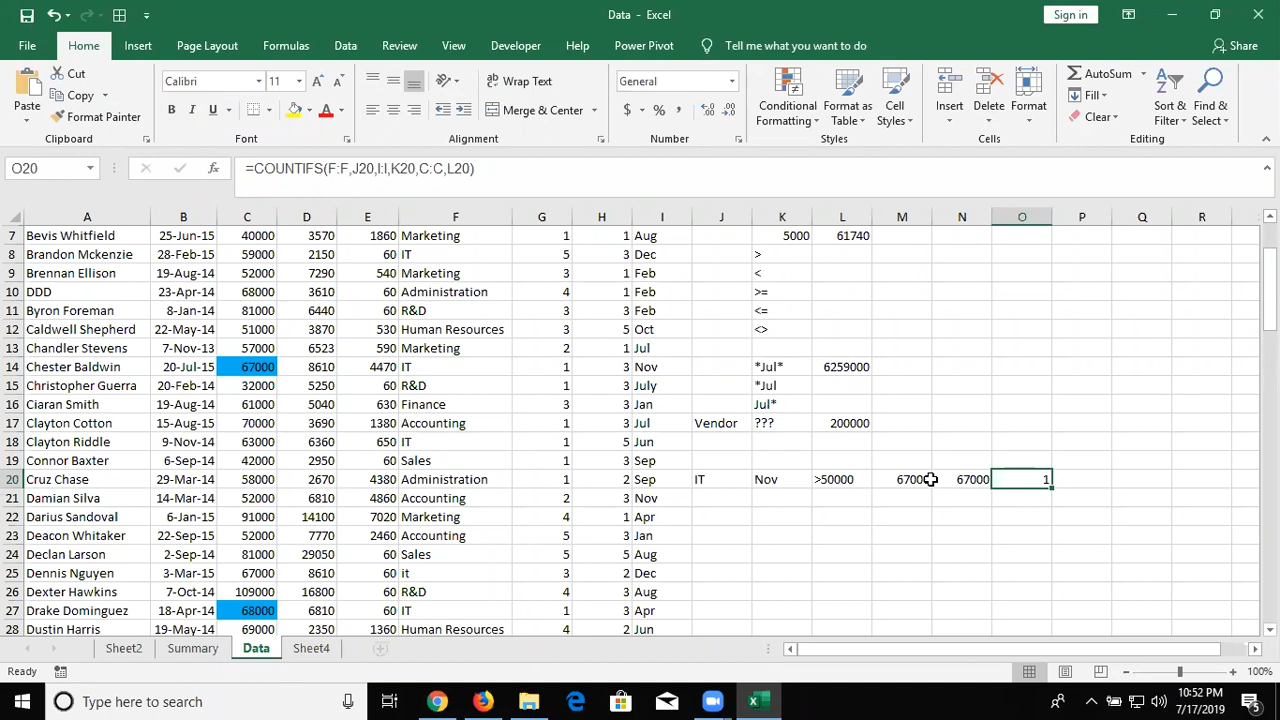 Data - Excel
Sign in
File Home Insert Page Layout Formulas Data Review View Developer Help Power Pivot Tell me what you want to do Share
Paste Cut Copy Format Painter Clipboard
Calibri 11 B I U Font
Wrap Text Merge & Center Alignment
General $ % , Number
Conditional Formatting Format as Table Cell Styles Styles
Insert Delete Format Cells
AutoSum Fill Clear Sort & Filter Find & Select Editing
O20 fx =COUNTIFS(F:F,J20,I:I,K20,C:C,L20)
A B C D E F G H I J K L M N O P Q R
7 Bevis Whitfield 25-Jun-15 40000 3570 1860 Marketing 1 1 Aug 5000 61740
8 Brandon Mckenzie 28-Feb-15 59000 2150 60 IT 5 3 Dec >
9 Brennan Ellison 19-Aug-14 52000 7290 540 Marketing 3 1 Feb <
10 DDD 23-Apr-14 68000 3610 60 Administration 4 1 Feb >=
11 Byron Foreman 8-Jan-14 81000 6440 60 R&D 3 3 Feb <=
12 Caldwell Shepherd 22-May-14 51000 3870 530 Human Resources 3 5 Oct <>
13 Chandler Stevens 7-Nov-13 57000 6523 590 Marketing 2 1 Jul
14 Chester Baldwin 20-Jul-15 67000 8610 4470 IT 1 3 Nov *Jul* 6259000
15 Christopher Guerra 20-Feb-14 32000 5250 60 R&D 1 3 July *Jul
16 Ciaran Smith 19-Aug-14 61000 5040 630 Finance 3 3 Jan Jul*
17 Clayton Cotton 15-Aug-15 70000 3690 1380 Accounting 1 3 Jul Vendor ??? 200000
18 Clayton Riddle 9-Nov-14 63000 6360 650 IT 1 5 Jun
19 Connor Baxter 6-Sep-14 42000 2950 60 Sales 1 3 Sep
20 Cruz Chase 29-Mar-14 58000 2630 4380 Administration 1 2 Sep IT Nov >50000 67000 67000 1
21 Damian Silva 14-Mar-14 52000 6810 4860 Accounting 2 3 Nov
22 Darius Sandoval 6-Jan-15 91000 14100 7020 Marketing 4 1 Apr
23 Deacon Whitaker 22-Sep-15 52000 7770 2460 Accounting 5 3 Jan
24 Declan Larson 2-Sep-14 81000 29050 60 Sales 5 5 Aug
25 Dennis Nguyen 3-Mar-15 67000 8610 60 it 3 2 Dec
26 Dexter Hawkins 7-Oct-14 109000 16800 60 R&D 4 3 Aug
27 Drake Dominguez 18-Apr-14 68000 6810 60 IT 1 3 Apr
28 Dustin Harris 19-May-14 69000 2350 1360 Human Resources 4 2 Jun
Sheet2 Summary Data Sheet4
Ready 100%
Type here to search
10:52 PM
7/17/2019
5